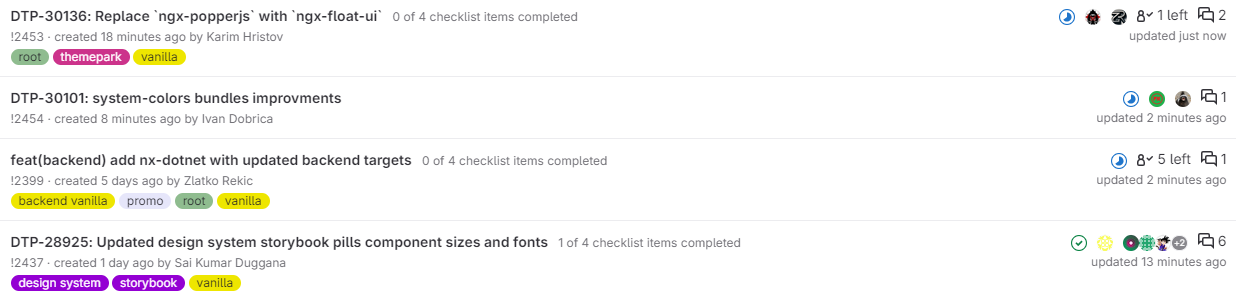 DTP-30136: Replace `ngx-popperjs` with `ngx-float-ui` 0 of 4 checklist items completed 1 left 2
!2453 · created 18 minutes ago by Karim Hristov updated just now
root themepark vanilla
DTP-30101: system-colors bundles improvments 1
!2454 · created 8 minutes ago by Ivan Dobrica updated 2 minutes ago
feat(backend) add nx-dotnet with updated backend targets 0 of 4 checklist items completed 5 left 1
!2399 · created 5 days ago by Zlatko Rekic updated 2 minutes ago
backend vanilla promo root vanilla
DTP-28925: Updated design system storybook pills component sizes and fonts 1 of 4 checklist items completed +2 6
!2437 · created 1 day ago by Sai Kumar Duggana updated 13 minutes ago
design system storybook vanilla